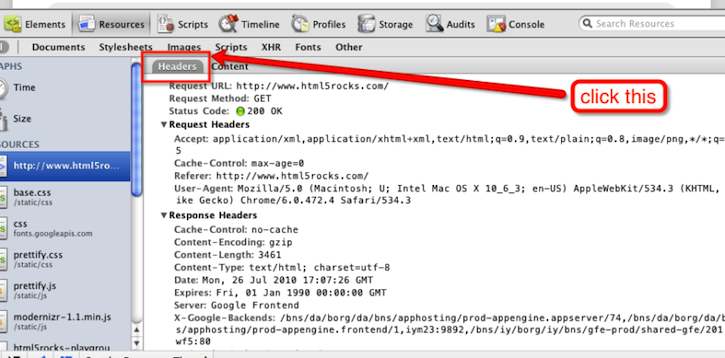 Elements Resources Scripts Timeline Profiles Storage Audits Console Search Resources
Documents Stylesheets Images Scripts XHR Fonts Other
APHS
Time
Size
SOURCES
http://www.html5ro...
base.css
/static/css
css
fonts.googleapis.com
prettify.css
/static/css
prettify.js
/static/js
modernizr-1.1.min.js
/static/js
html5rocks-playgrou
Headers Content
click this
Request URL: http://www.html5rocks.com/
Request Method: GET
Status Code: 200 OK
▼Request Headers
Accept: application/xml,application/xhtml+xml,text/html;q=0.9,text/plain;q=0.8,image/png,*/*;q=
5
Cache-Control: max-age=0
Referer: http://www.html5rocks.com/
User-Agent: Mozilla/5.0 (Macintosh; U; Intel Mac OS X 10_6_3; en-US) AppleWebKit/534.3 (KHTML,
ike Gecko) Chrome/6.0.472.4 Safari/534.3
▼Response Headers
Cache-Control: no-cache
Content-Encoding: gzip
Content-Length: 3461
Content-Type: text/html; charset=utf-8
Date: Mon, 26 Jul 2010 17:07:26 GMT
Expires: Fri, 01 Jan 1990 00:00:00 GMT
Server: Google Frontend
X-Google-Backends: /bns/da/borg/da/bns/apphosting/prod-appengine.appserver/74,/bns/da/borg/da/b
s/apphosting/prod-appengine.frontend/1,iym23:9892,/bns/iy/borg/iy/bns/gfe-prod/shared-gfe/201
wf5:80